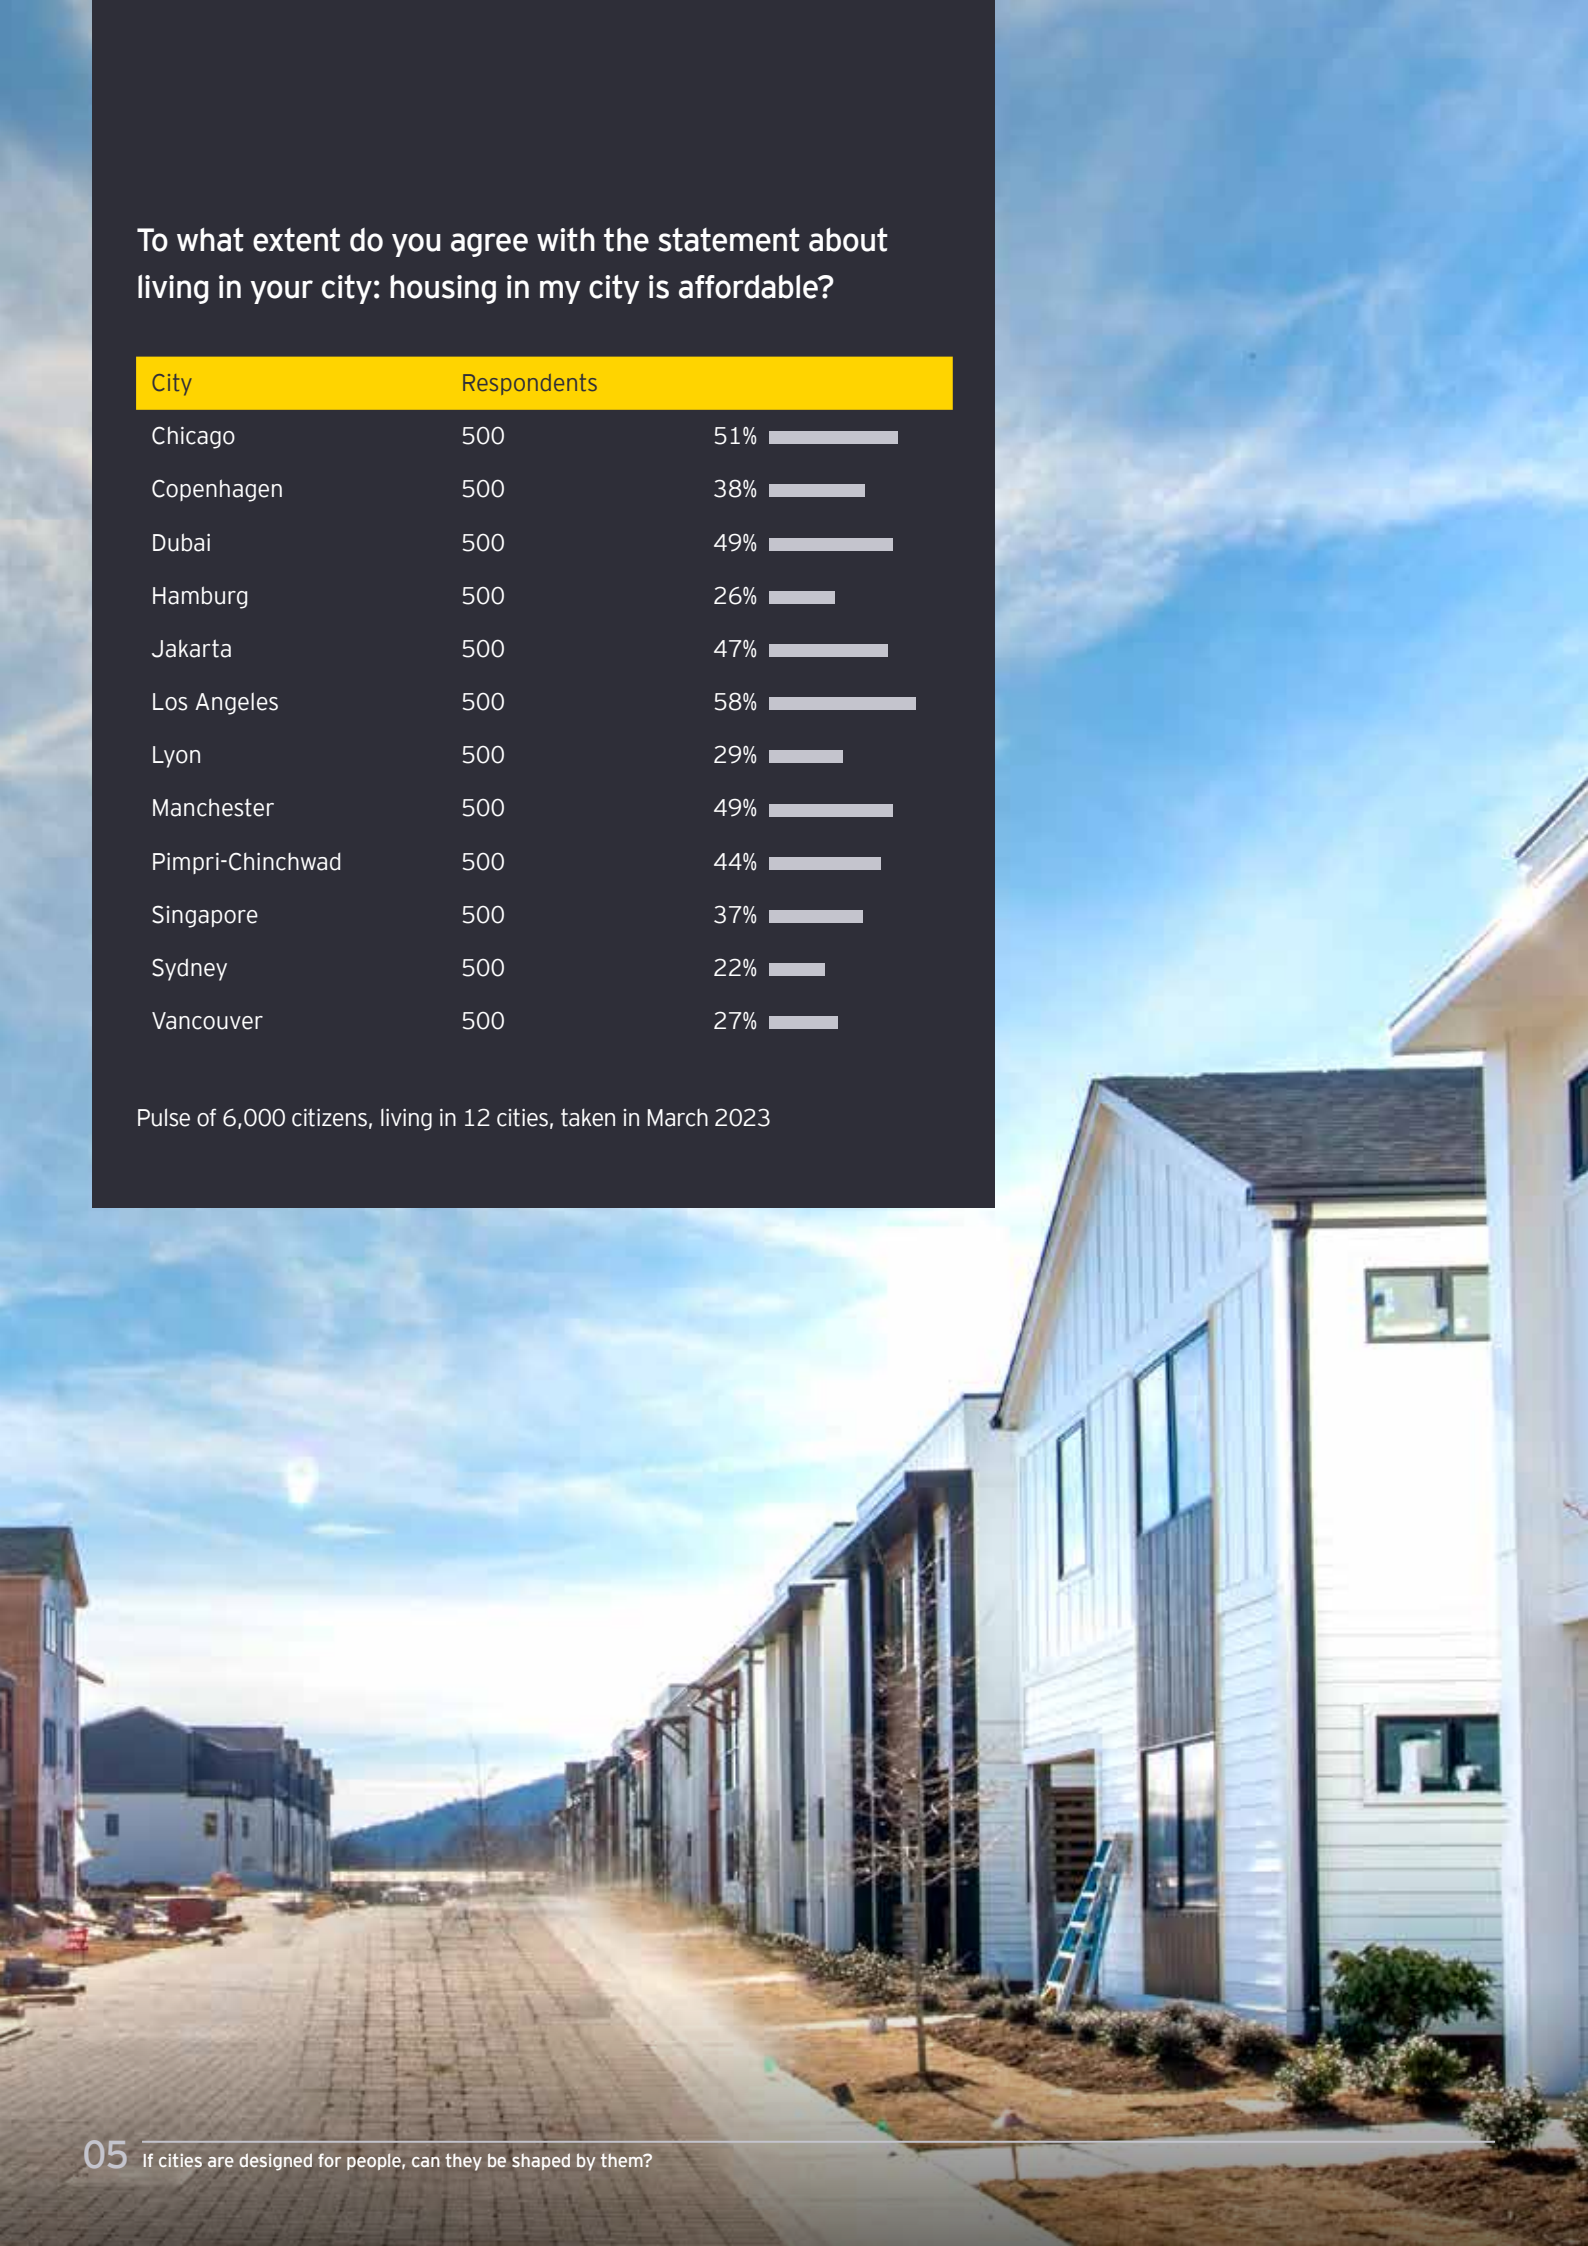 To what extent do you agree with the statement about
living in your city: housing in my city is affordable?
City Respondents
Chicago 500 51%
Copenhagen 500 38%
Dubai 500 49%
Hamburg 500 26%
Jakarta 500 47%
Los Angeles 500 58%
Lyon 500 29%
Manchester 500 49%
Pimpri-Chinchwad 500 44%
Singapore 500 37%
Sydney 500 22%
Vancouver 500 27%
Pulse of 6,000 citizens, living in 12 cities, taken in March 2023
05 If cities are designed for people, can they be shaped by them?